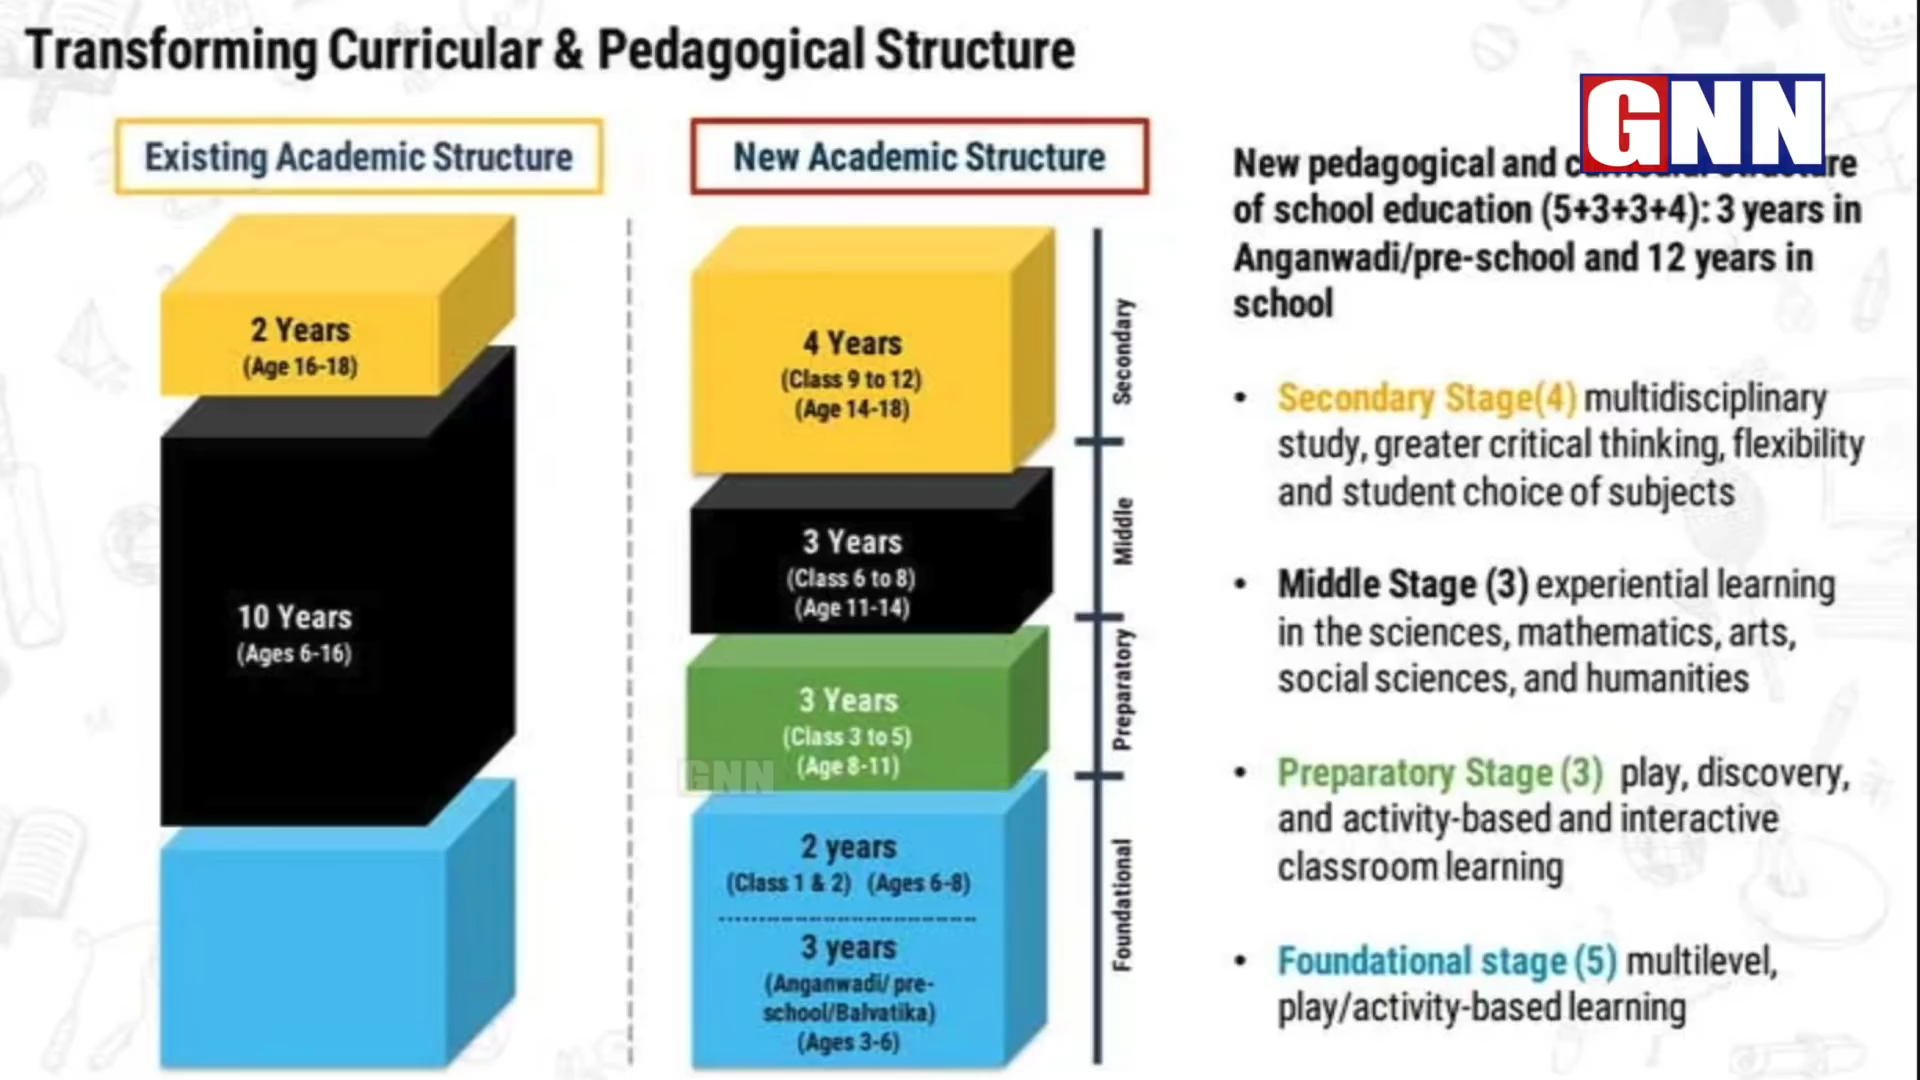 Transforming Curricular & Pedagogical Structure
GNN
Existing Academic Structure
2 Years
(Age 16-18)
10 Years
(Ages 6-16)
New Academic Structure
4 Years
(Class 9 to 12)
(Age 14-18)
Secondary
3 Years
(Class 6 to 8)
(Age 11-14)
Middle
3 Years
(Class 3 to 5)
(Age 8-11)
Preparatory
GNN
2 years
(Class 1 & 2) (Ages 6-8)
3 years
(Anganwadi/ pre-
school/Balvatika)
(Ages 3-6)
Foundational
New pedagogical and
of school education (5+3+3+4): 3 years in
Anganwadi/pre-school and 12 years in
school
• Secondary Stage(4) multidisciplinary
study, greater critical thinking, flexibility
and student choice of subjects
• Middle Stage (3) experiential learning
in the sciences, mathematics, arts,
social sciences, and humanities
• Preparatory Stage (3) play, discovery,
and activity-based and interactive
classroom learning
• Foundational stage (5) multilevel,
play/activity-based learning